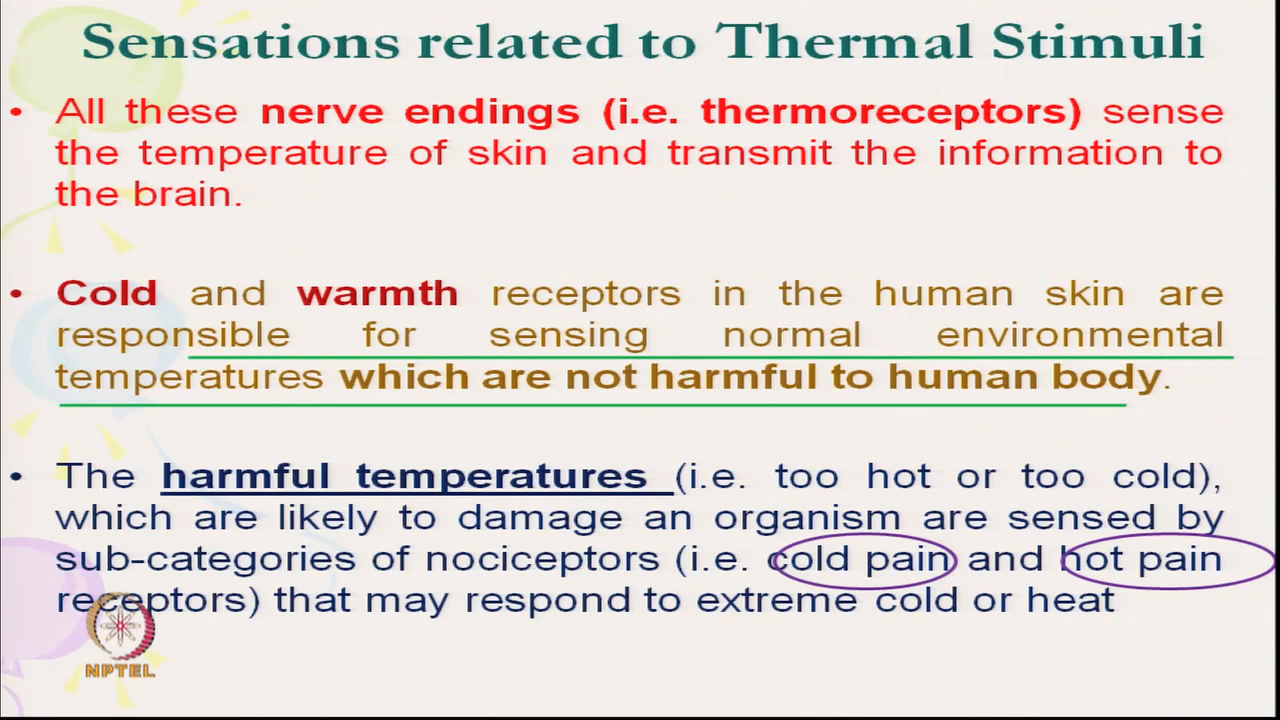 Sensations related to Thermal Stimuli
• All these nerve endings (i.e. thermoreceptors) sense
the temperature of skin and transmit the information to
the brain.
• Cold and warmth receptors in the human skin are
responsible for sensing normal environmental
temperatures which are not harmful to human body.
• The harmful temperatures (i.e. too hot or too cold),
which are likely to damage an organism are sensed by
sub-categories of nociceptors (i.e. cold pain and hot pain
receptors) that may respond to extreme cold or heat
NPTEL